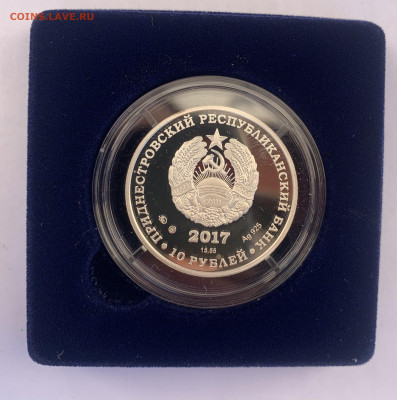 COINS.LAVE.RU
ПРИДНЕСТРОВСКИЙ РЕСПУБЛИКАНСКИЙ БАНК
2017
Ag 925
15.55
• 10 РУБЛЕЙ •